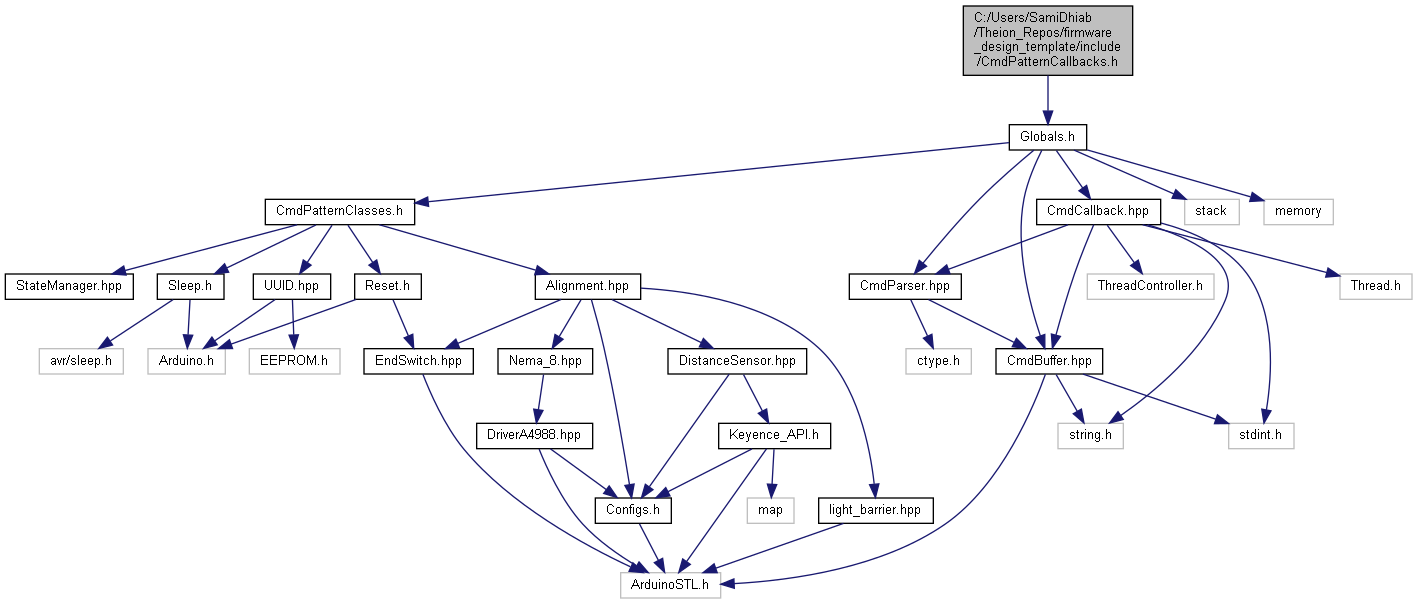 C:/Users/SamiDhiab
/Theion_Repos/firmware
_design_template/include
/CmdPatternCallbacks.h
Globals.h
CmdPatternClasses.h
CmdCallback.hpp
stack
memory
StateManager.hpp
Sleep.h
UUID.hpp
Reset.h
Alignment.hpp
CmdParser.hpp
ThreadController.h
Thread.h
avr/sleep.h
Arduino.h
EEPROM.h
EndSwitch.hpp
Nema_8.hpp
DistanceSensor.hpp
ctype.h
CmdBuffer.hpp
DriverA4988.hpp
Keyence_API.h
string.h
stdint.h
Configs.h
map
light_barrier.hpp
ArduinoSTL.h